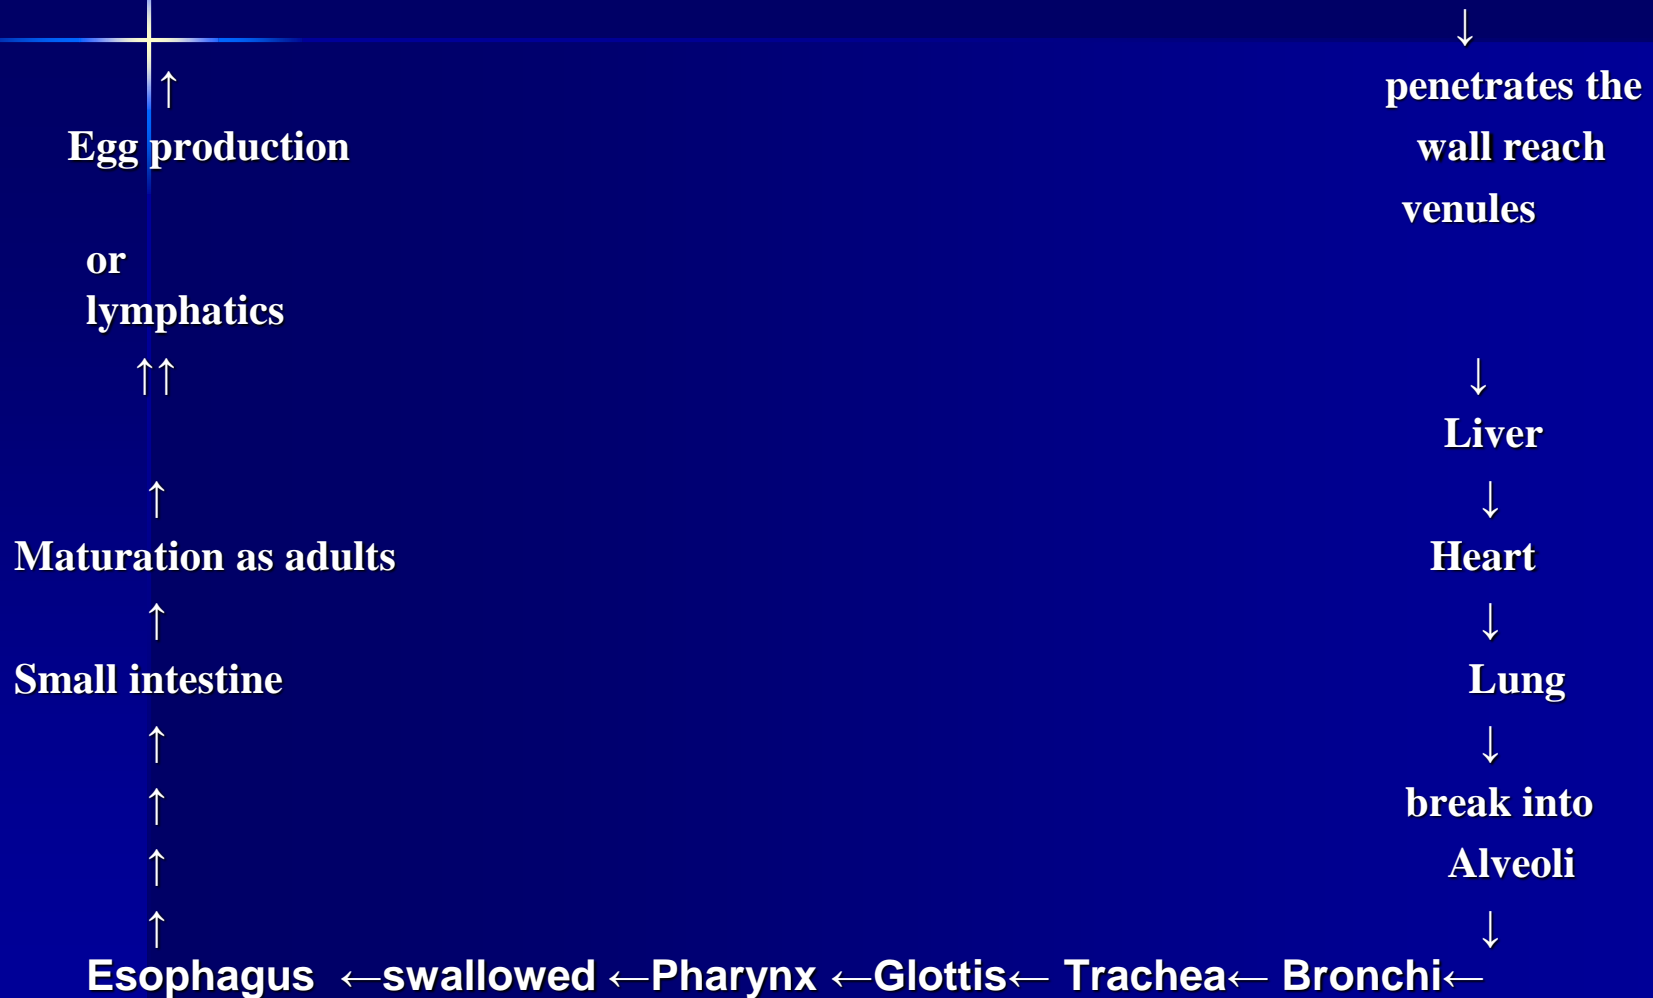 ↓
↑ penetrates the
Egg production wall reach
venules
or
lymphatics
↑↑ ↓
Liver
↑ ↓
Maturation as adults Heart
↑ ↓
Small intestine Lung
↑ ↓
↑ break into
↑ Alveoli
↑ ↓
Esophagus ←swallowed ←Pharynx ←Glottis← Trachea← Bronchi←